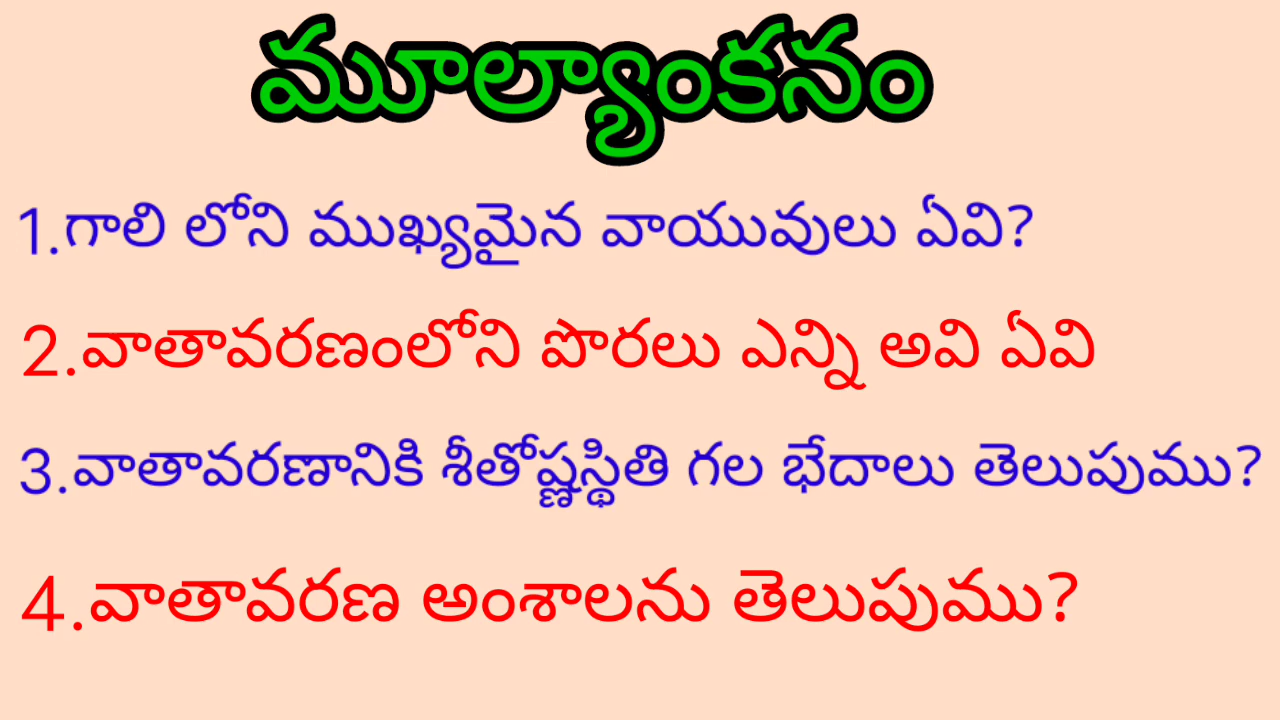 మూల్యాంకనం
1.గాలి లోని ముఖ్యమైన వాయువులు ఏవి?
2.వాతావరణంలోని పొరలు ఎన్ని అవి ఏవి
3.వాతావరణానికి శీతోష్ణస్థితి గల భేదాలు తెలుపుము?
4.వాతావరణ అంశాలను తెలుపుము?